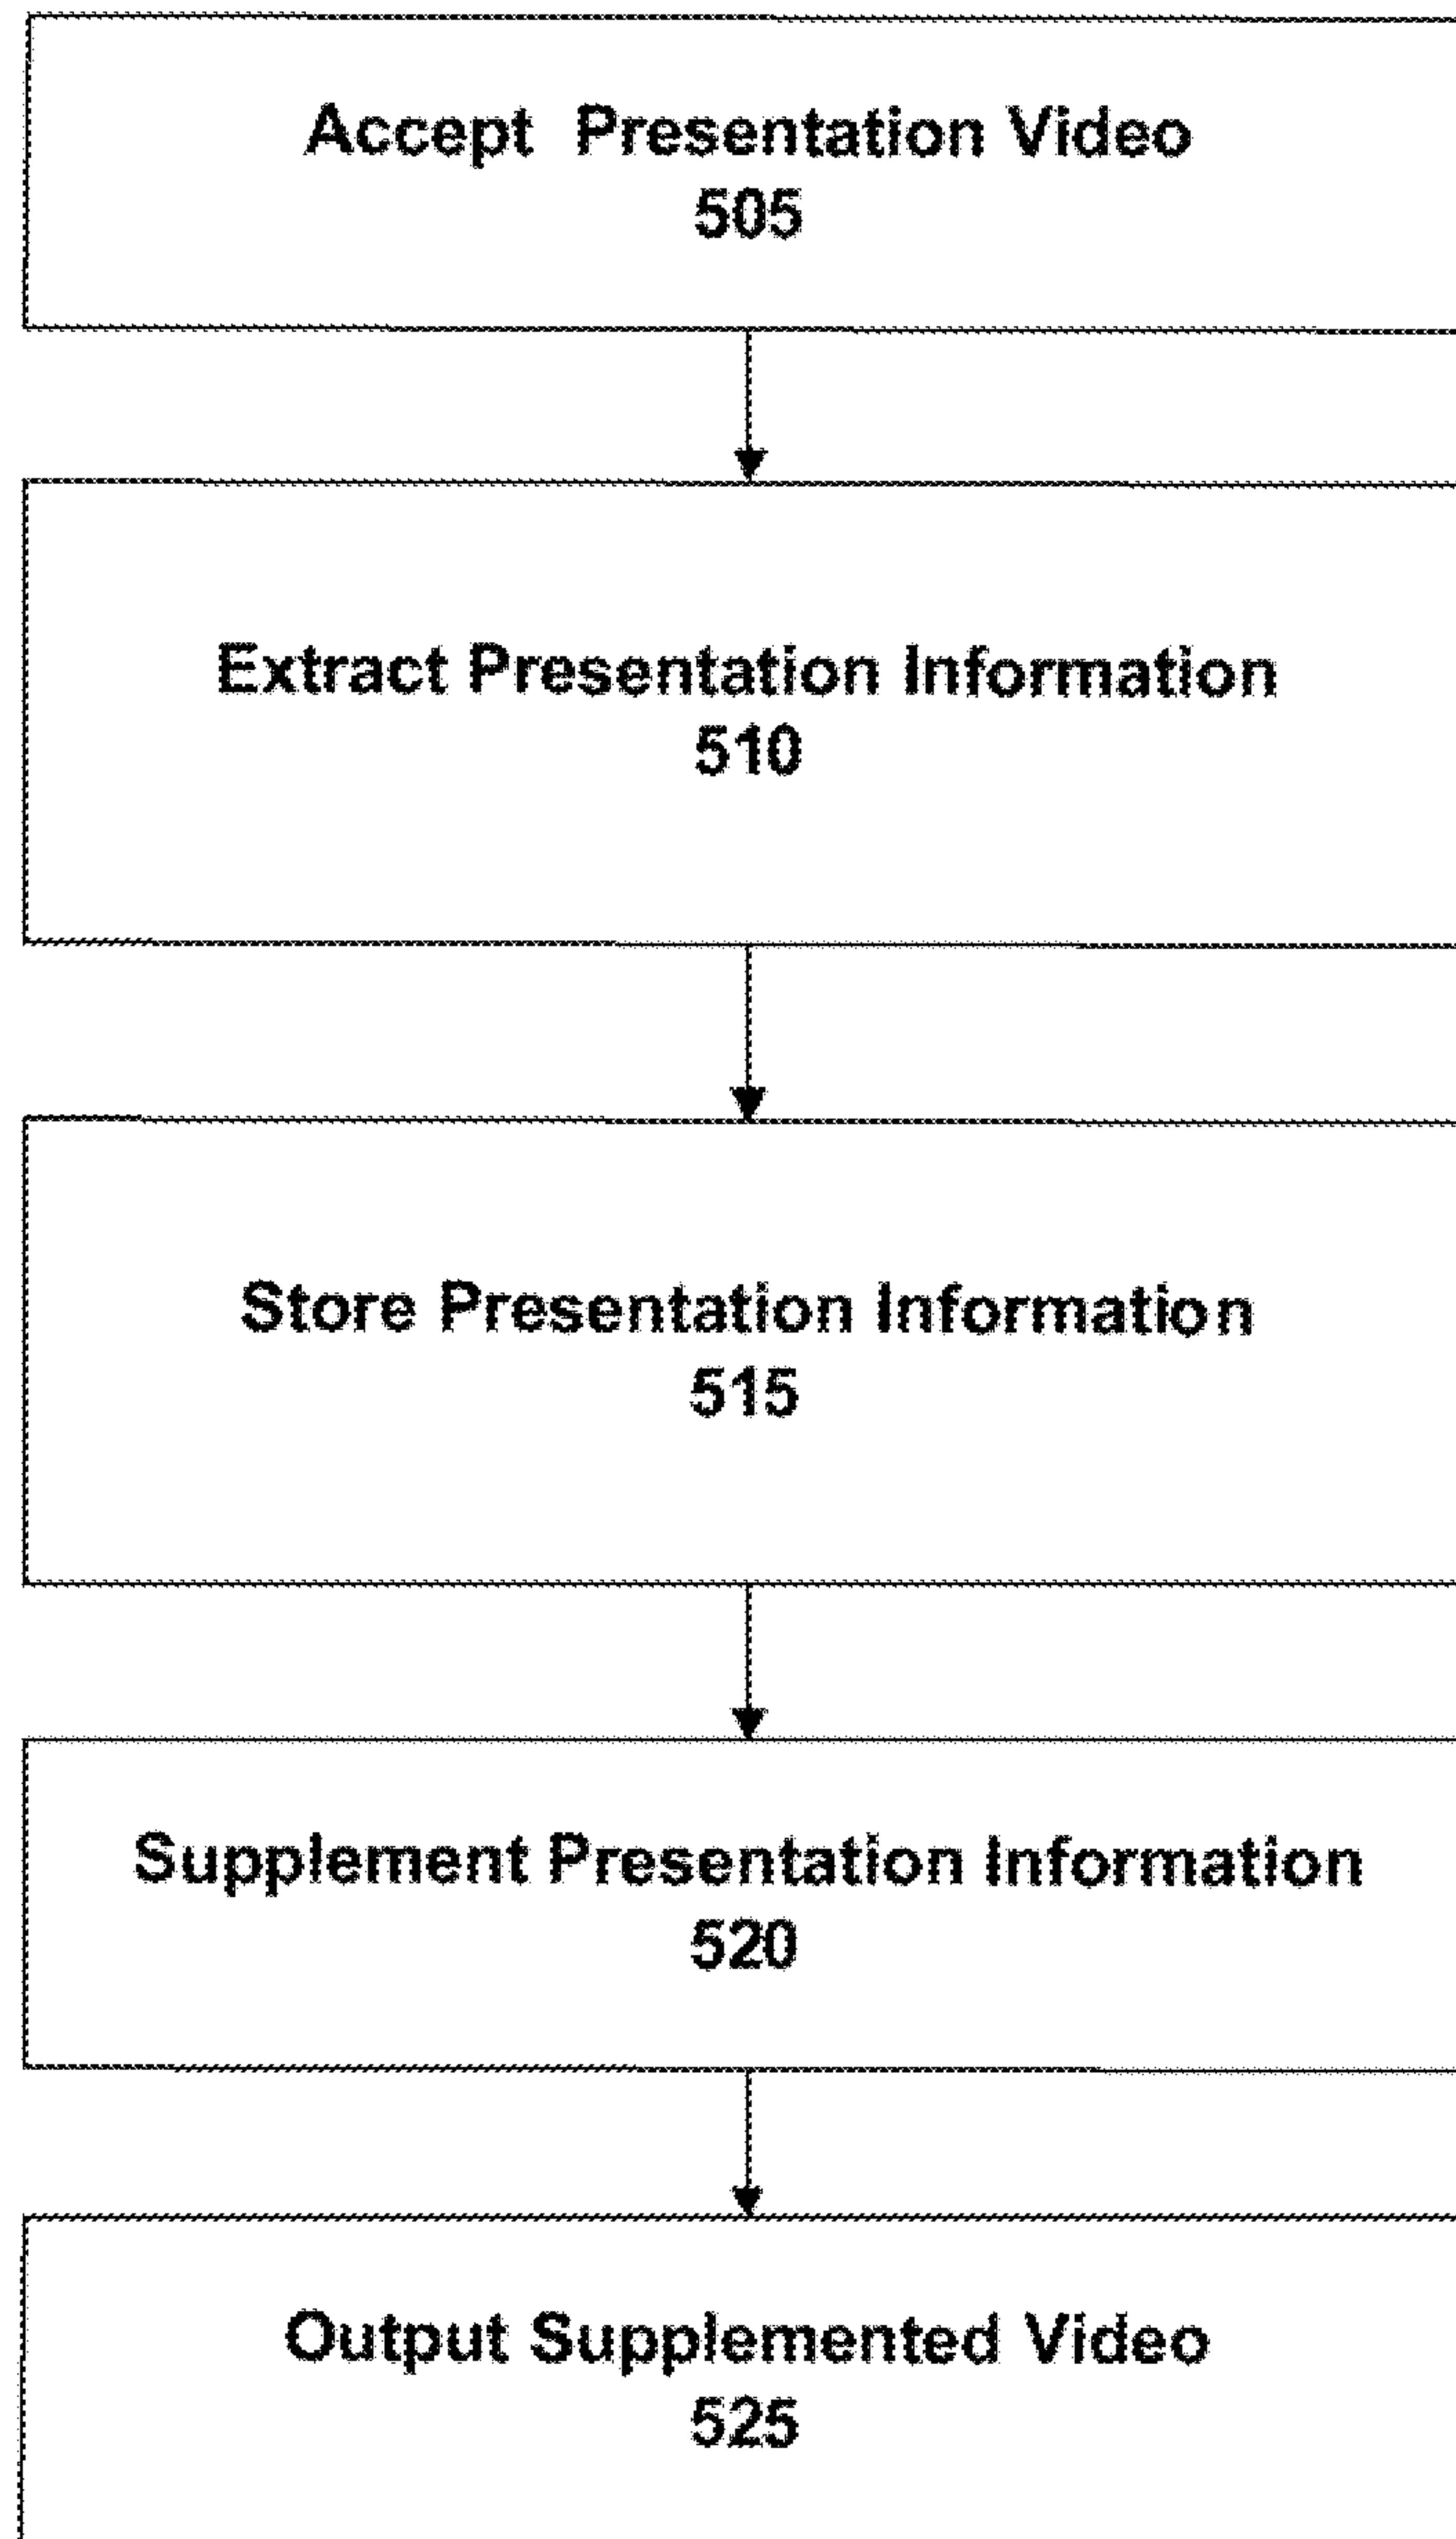 Accept Presentation Video
505
Extract Presentation Information
510
Store Presentation Information
515
Supplement Presentation Information
520
Output Supplemented Video
525